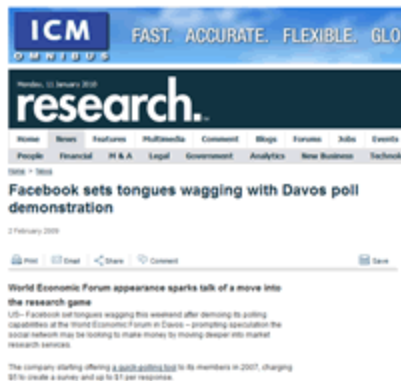 ICM
OMNIBUS
FAST. ACCURATE. FLEXIBLE. GLO
Monday, 11 January 2010
research.
Home News Features Multimedia Comment Blogs Forums Jobs Events
People Financial M & A Legal Government Analytics New Business Technol
Home > News
Facebook sets tongues wagging with Davos poll
demonstration
2 February 2009
Print Email Share Comment Save
World Economic Forum appearance sparks talk of a move into
the research game
US– Facebook set tongues wagging this weekend after demoing its polling
capabilities at the World Economic Forum in Davos – prompting speculation the
social network may be looking to make money by moving deeper into market
research services.
The company starting offering a quick-polling tool to its members in 2007, charging
$5 to create a survey and up to $1 per response.